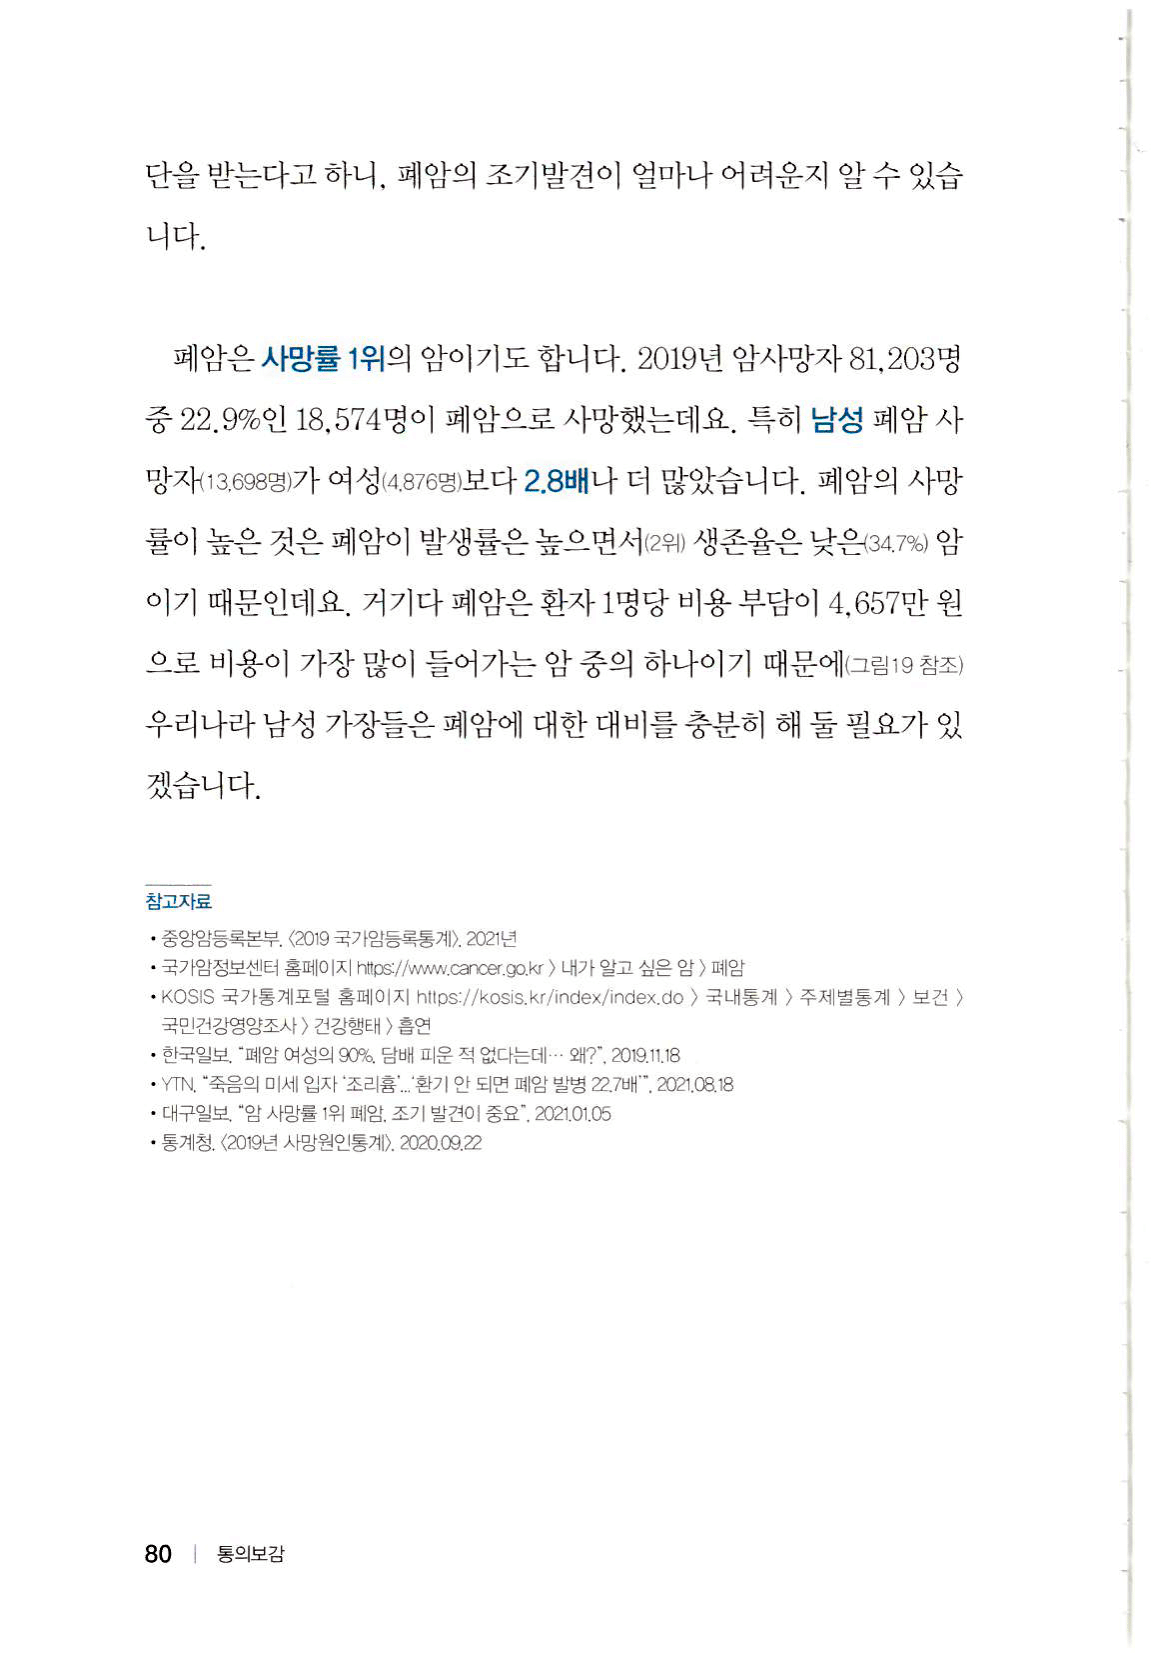 단을 받는다고 하니, 폐암의 조기발견이 얼마나 어려운지 알 수 있습
니다.
폐암은 사망률 1위의 암이기도 합니다. 2019년 암사망자 81,203명
중 22.9%인 18,574명이 폐암으로 사망했는데요. 특히 남성 폐암 사
망자(13,698명)가 여성(4,876명)보다 2.8배나 더 많았습니다. 폐암의 사망
률이 높은 것은 폐암이 발생률은 높으면서(2위) 생존율은 낮은(34.7%) 암
이기 때문인데요. 거기다 폐암은 환자 1명당 비용 부담이 4,657만 원
으로 비용이 가장 많이 들어가는 암 중의 하나이기 때문에(그림19 참조)
우리나라 남성 가장들은 폐암에 대한 대비를 충분히 해 둘 필요가 있
겠습니다.
참고자료
• 중앙암등록본부, 〈2019 국가암등록통계〉, 2021년
• 국가암정보센터 홈페이지 https://www.cancer.go.kr 〉 내가 알고 싶은 암 〉 폐암
• KOSIS 국가통계포털 홈페이지 https://kosis.kr/index/index.do 〉 국내통계 〉 주제별통계 〉 보건 〉
국민건강영양조사 〉 건강행태 〉 흡연
• 한국일보, “폐암 여성의 90%, 담배 피운 적 없다는데… 왜?”, 2019.11.18
• YTN, “죽음의 미세 입자 ‘조리흄’...‘환기 안 되면 폐암 발병 22.7배’”, 2021.08.18
• 대구일보, “암 사망률 1위 폐암, 조기 발견이 중요”, 2021.01.05
• 통계청, 〈2019년 사망원인통계〉, 2020.09.22
80 | 통의보감